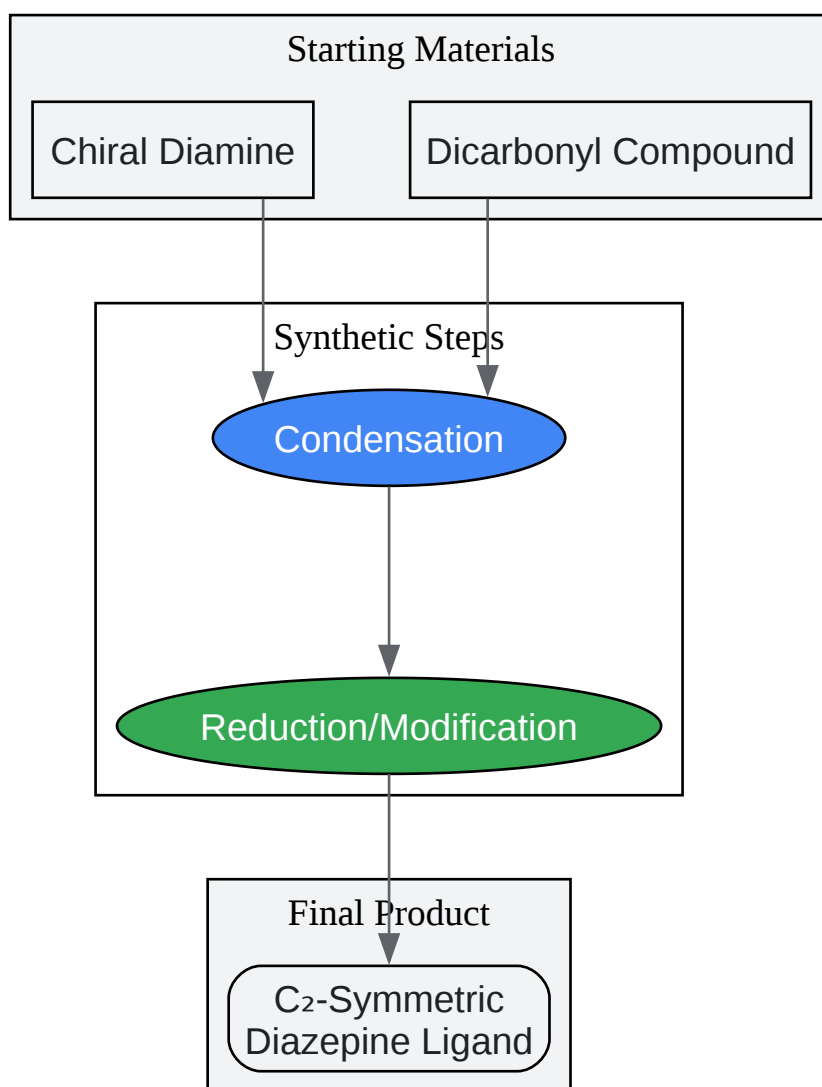 Starting Materials
Chiral Diamine
Dicarbonyl Compound
Synthetic Steps
Condensation
Reduction/Modification
Final Product
C₂-Symmetric
Diazepine Ligand